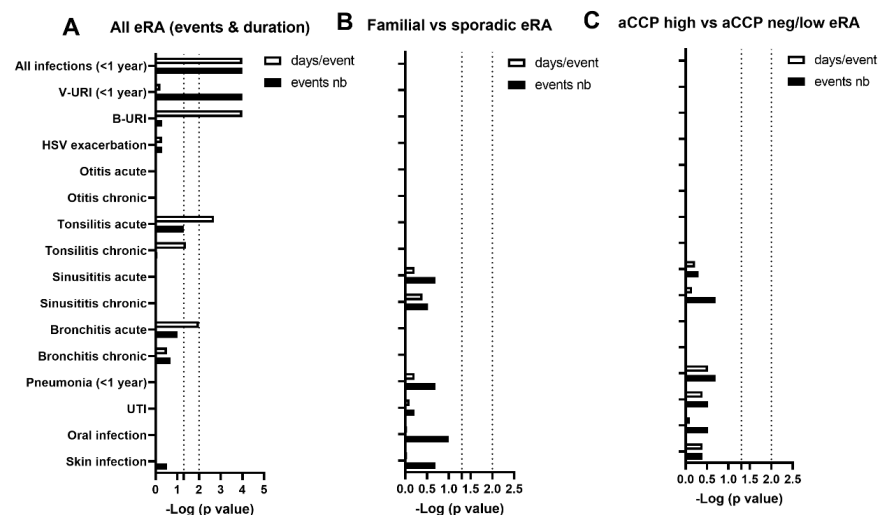 A
All eRA (events & duration)
All infections (<1 year)
V-URI (<1 year)
B-URI
HSV exacerbation
Otitis acute
Otitis chronic
Tonsilitis acute
Tonsilitis chronic
Sinusititis acute
Sinusititis chronic
Bronchitis acute
Bronchitis chronic
Pneumonia (<1 year)
UTI
Oral infection
Skin infection
days/event
events nb
0 1 2 3 4 5
-Log (p value)
B
Familial vs sporadic eRA
days/event
events nb
0.0 0.5 1.0 1.5 2.0 2.5
-Log (p value)
C
aCCP high vs aCCP neg/low eRA
days/event
events nb
0.0 0.5 1.0 1.5 2.0 2.5
-Log (p value)